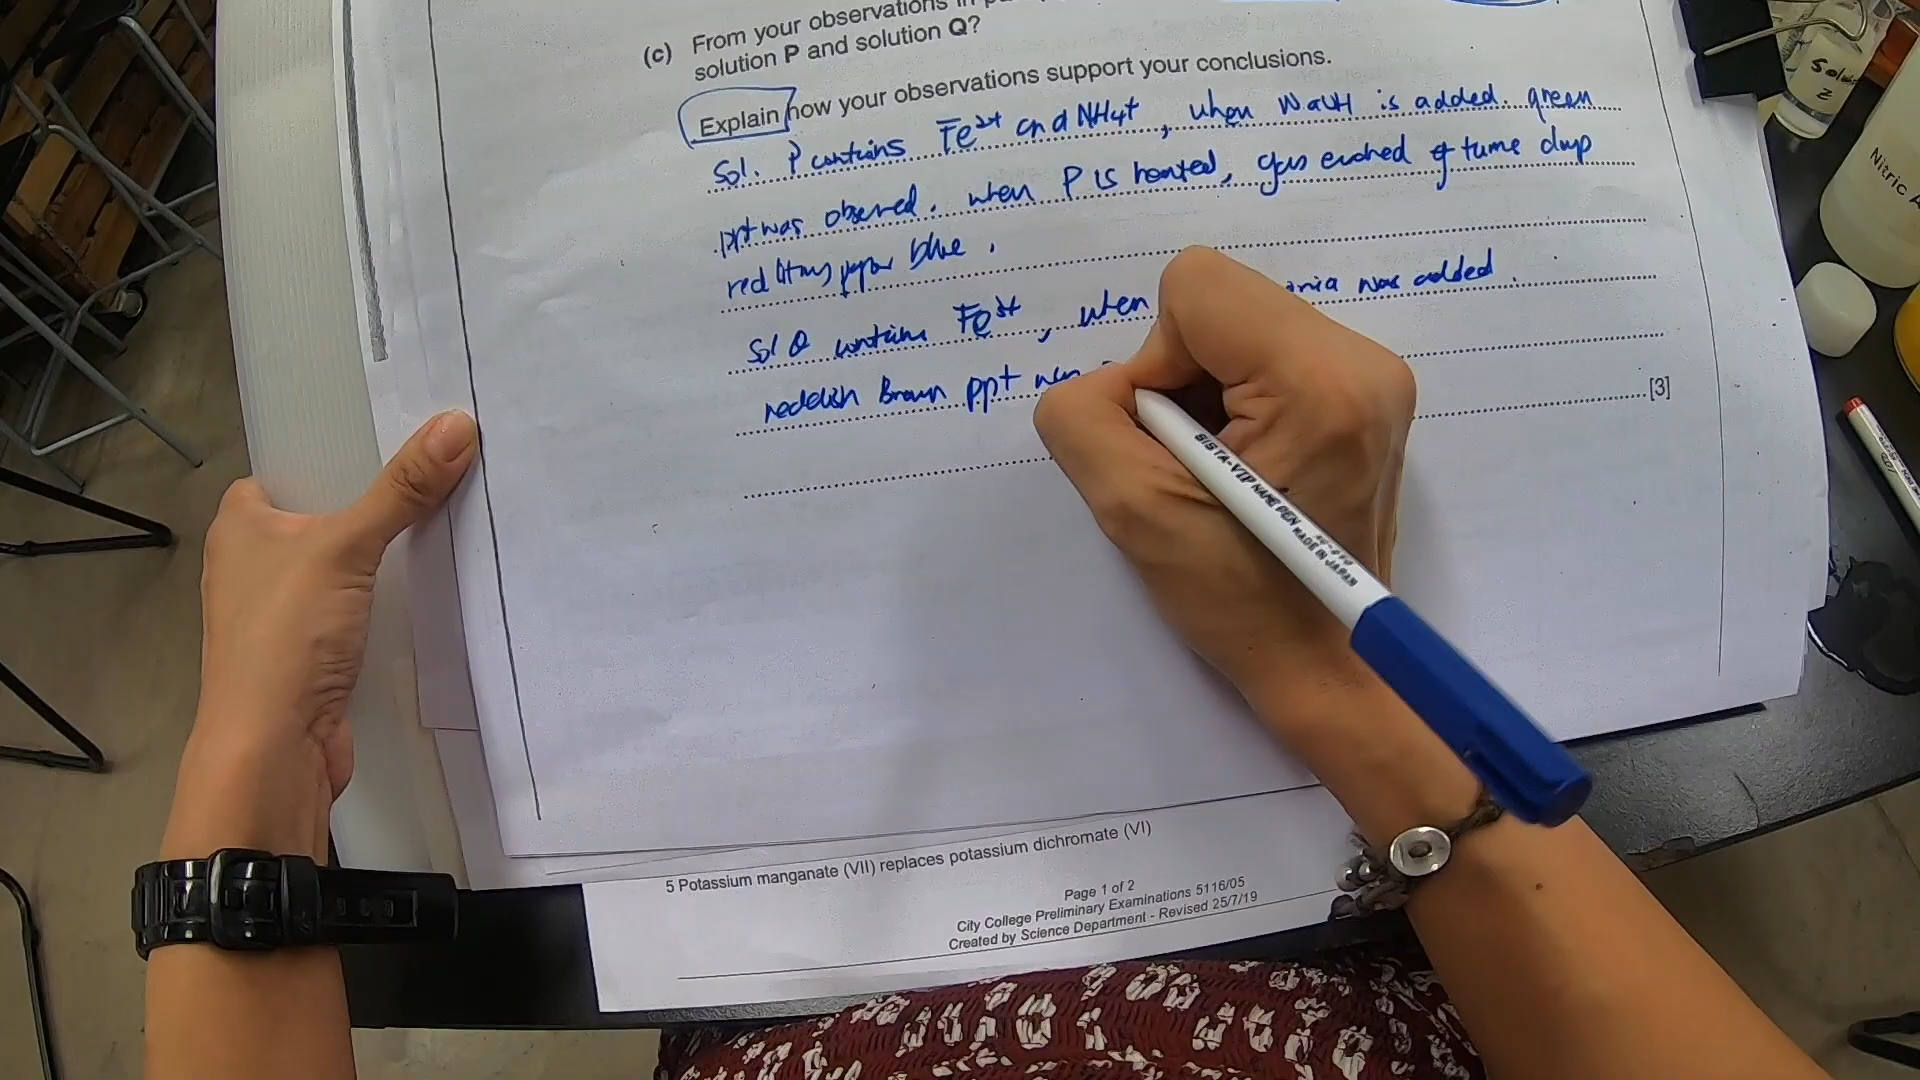 (c) From your observations in
solution P and solution Q?
Explain how your observations support your conclusions.
Sol. P contains Fe²⁺ and NH4+, when NaOH is added. green
ppt was observed. when P is heated, gas evolved & turne damp
red litmus paper blue.
Sol Q contains Fe³⁺, when onia was added.
reddish Brown ppt was
[3]
5 Potassium manganate (VII) replaces potassium dichromate (VI)
Page 1 of 2
City College Preliminary Examinations 5116/05
Created by Science Department - Revised 25/7/19
SISTA-VIP NAME PEN MADE IN JAPAN
Z
Nitric A